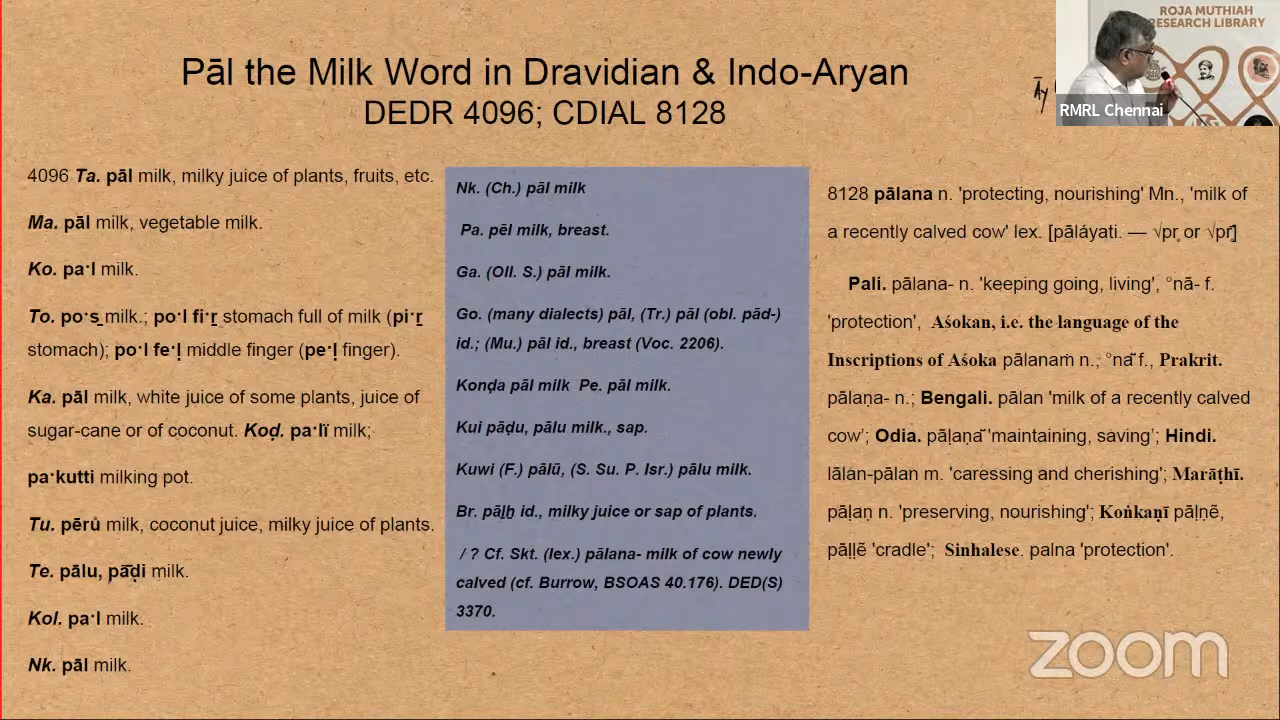 Pāl the Milk Word in Dravidian & Indo-Aryan
DEDR 4096; CDIAL 8128
ROJA MUTHIAH
RESEARCH LIBRARY
Āy
RMRL Chennai
4096 Ta. pāl milk, milky juice of plants, fruits, etc.
Ma. pāl milk, vegetable milk.
Ko. pa·l milk.
To. po·s̱ milk.; po·l fi·ṟ stomach full of milk (pi·ṟ
stomach); po·l fe·ḷ middle finger (pe·ḷ finger).
Ka. pāl milk, white juice of some plants, juice of
sugar-cane or of coconut. Koḍ. pa·lï milk;
pa·kutti milking pot.
Tu. pērů milk, coconut juice, milky juice of plants.
Te. pālu, pā̆ḍi milk.
Kol. pa·l milk.
Nk. pāl milk.
Nk. (Ch.) pāl milk
Pa. pēl milk, breast.
Ga. (Oll. S.) pāl milk.
Go. (many dialects) pāl, (Tr.) pāl (obl. pād-)
id.; (Mu.) pāl id., breast (Voc. 2206).
Konḍa pāl milk Pe. pāl milk.
Kui pāḍu, pālu milk., sap.
Kuwi (F.) pālū, (S. Su. P. Isr.) pālu milk.
Br. pāḻẖ id., milky juice or sap of plants.
/ ? Cf. Skt. (lex.) pālana- milk of cow newly
calved (cf. Burrow, BSOAS 40.176). DED(S)
3370.
8128 pālana n. 'protecting, nourishing' Mn., 'milk of
a recently calved cow' lex. [pāláyati. — √pr̥ or √pr̥̄]
Pali. pālana- n. 'keeping going, living', °nā- f.
'protection', Aśokan, i.e. the language of the
Inscriptions of Aśoka pālanaṁ n., °nā̆ f., Prakrit.
pālaṇa- n.; Bengali. pālan 'milk of a recently calved
cow'; Odia. pāḷaṇā̆ 'maintaining, saving'; Hindi.
lālan-pālan m. 'caressing and cherishing'; Marāṭhī.
pāḷaṇ n. 'preserving, nourishing'; Koṅkaṇī pāḷṇẽ,
pāḷḷẽ 'cradle'; Sinhalese. palna 'protection'.
zoom